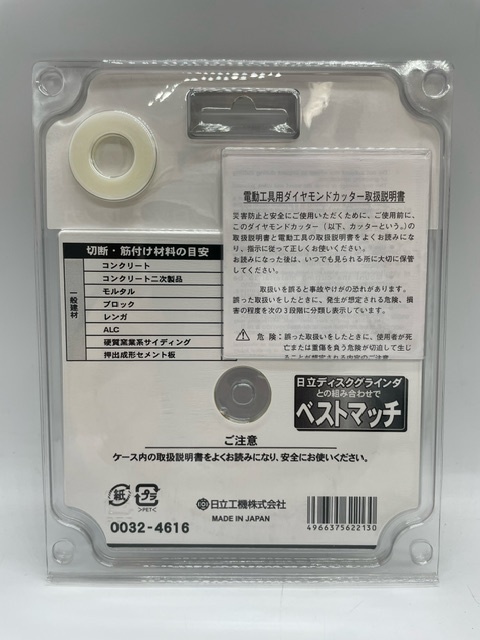 電動工具用ダイヤモンドカッター取扱説明書
災害防止と安全にご使用いただくために、ご使用前に、
このダイヤモンドカッター（以下、カッターという。）の
取扱説明書と電動工具の取扱説明書をよくお読みにな
り、指示に従って正しくお使いください。
お読みになった後は、いつでも見られる所に大切に保管
してください。
取扱いを誤ると事故やけがの恐れがあります。
誤った取扱いをしたときに、発生が想定される危険、損
害の程度を次の3段階に分類し表示しています。
⚠ 危険：誤った取扱いをしたときに、使用者が死
亡または重傷を負う危険が切迫して生じ
ることが想定される内容のご注意
切断・筋付け材料の目安
一般建材
コンクリート
コンクリート二次製品
モルタル
ブロック
レンガ
ALC
硬質窯業系サイディング
押出成形セメント板
日立ディスクグラインダ
との組み合わせで
ベストマッチ
ご注意
ケース内の取扱説明書をよくお読みになり、安全にお使いください。
紙
プラ
>PET<
日立工機株式会社
MADE IN JAPAN
0032-4616
4966375622130